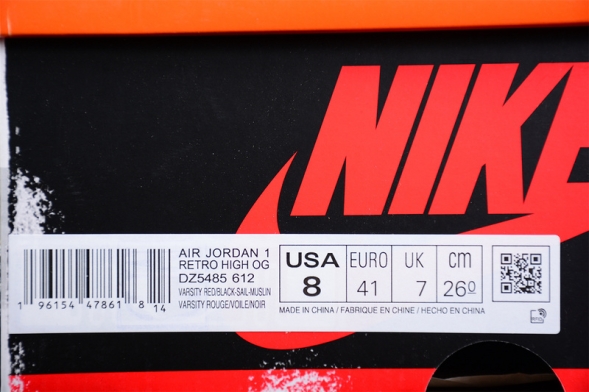 NIKE
AIR JORDAN 1
RETRO HIGH OG
DZ5485 612
VARSITY RED/BLACK-SAIL-MUSLIN
VARSITY ROUGE/VOILE/NOIR
1 96154 47861 8 14
USA EURO UK cm
8 41 7 26º
MADE IN CHINA / FABRIQUE EN CHINE / HECHO EN CHINA